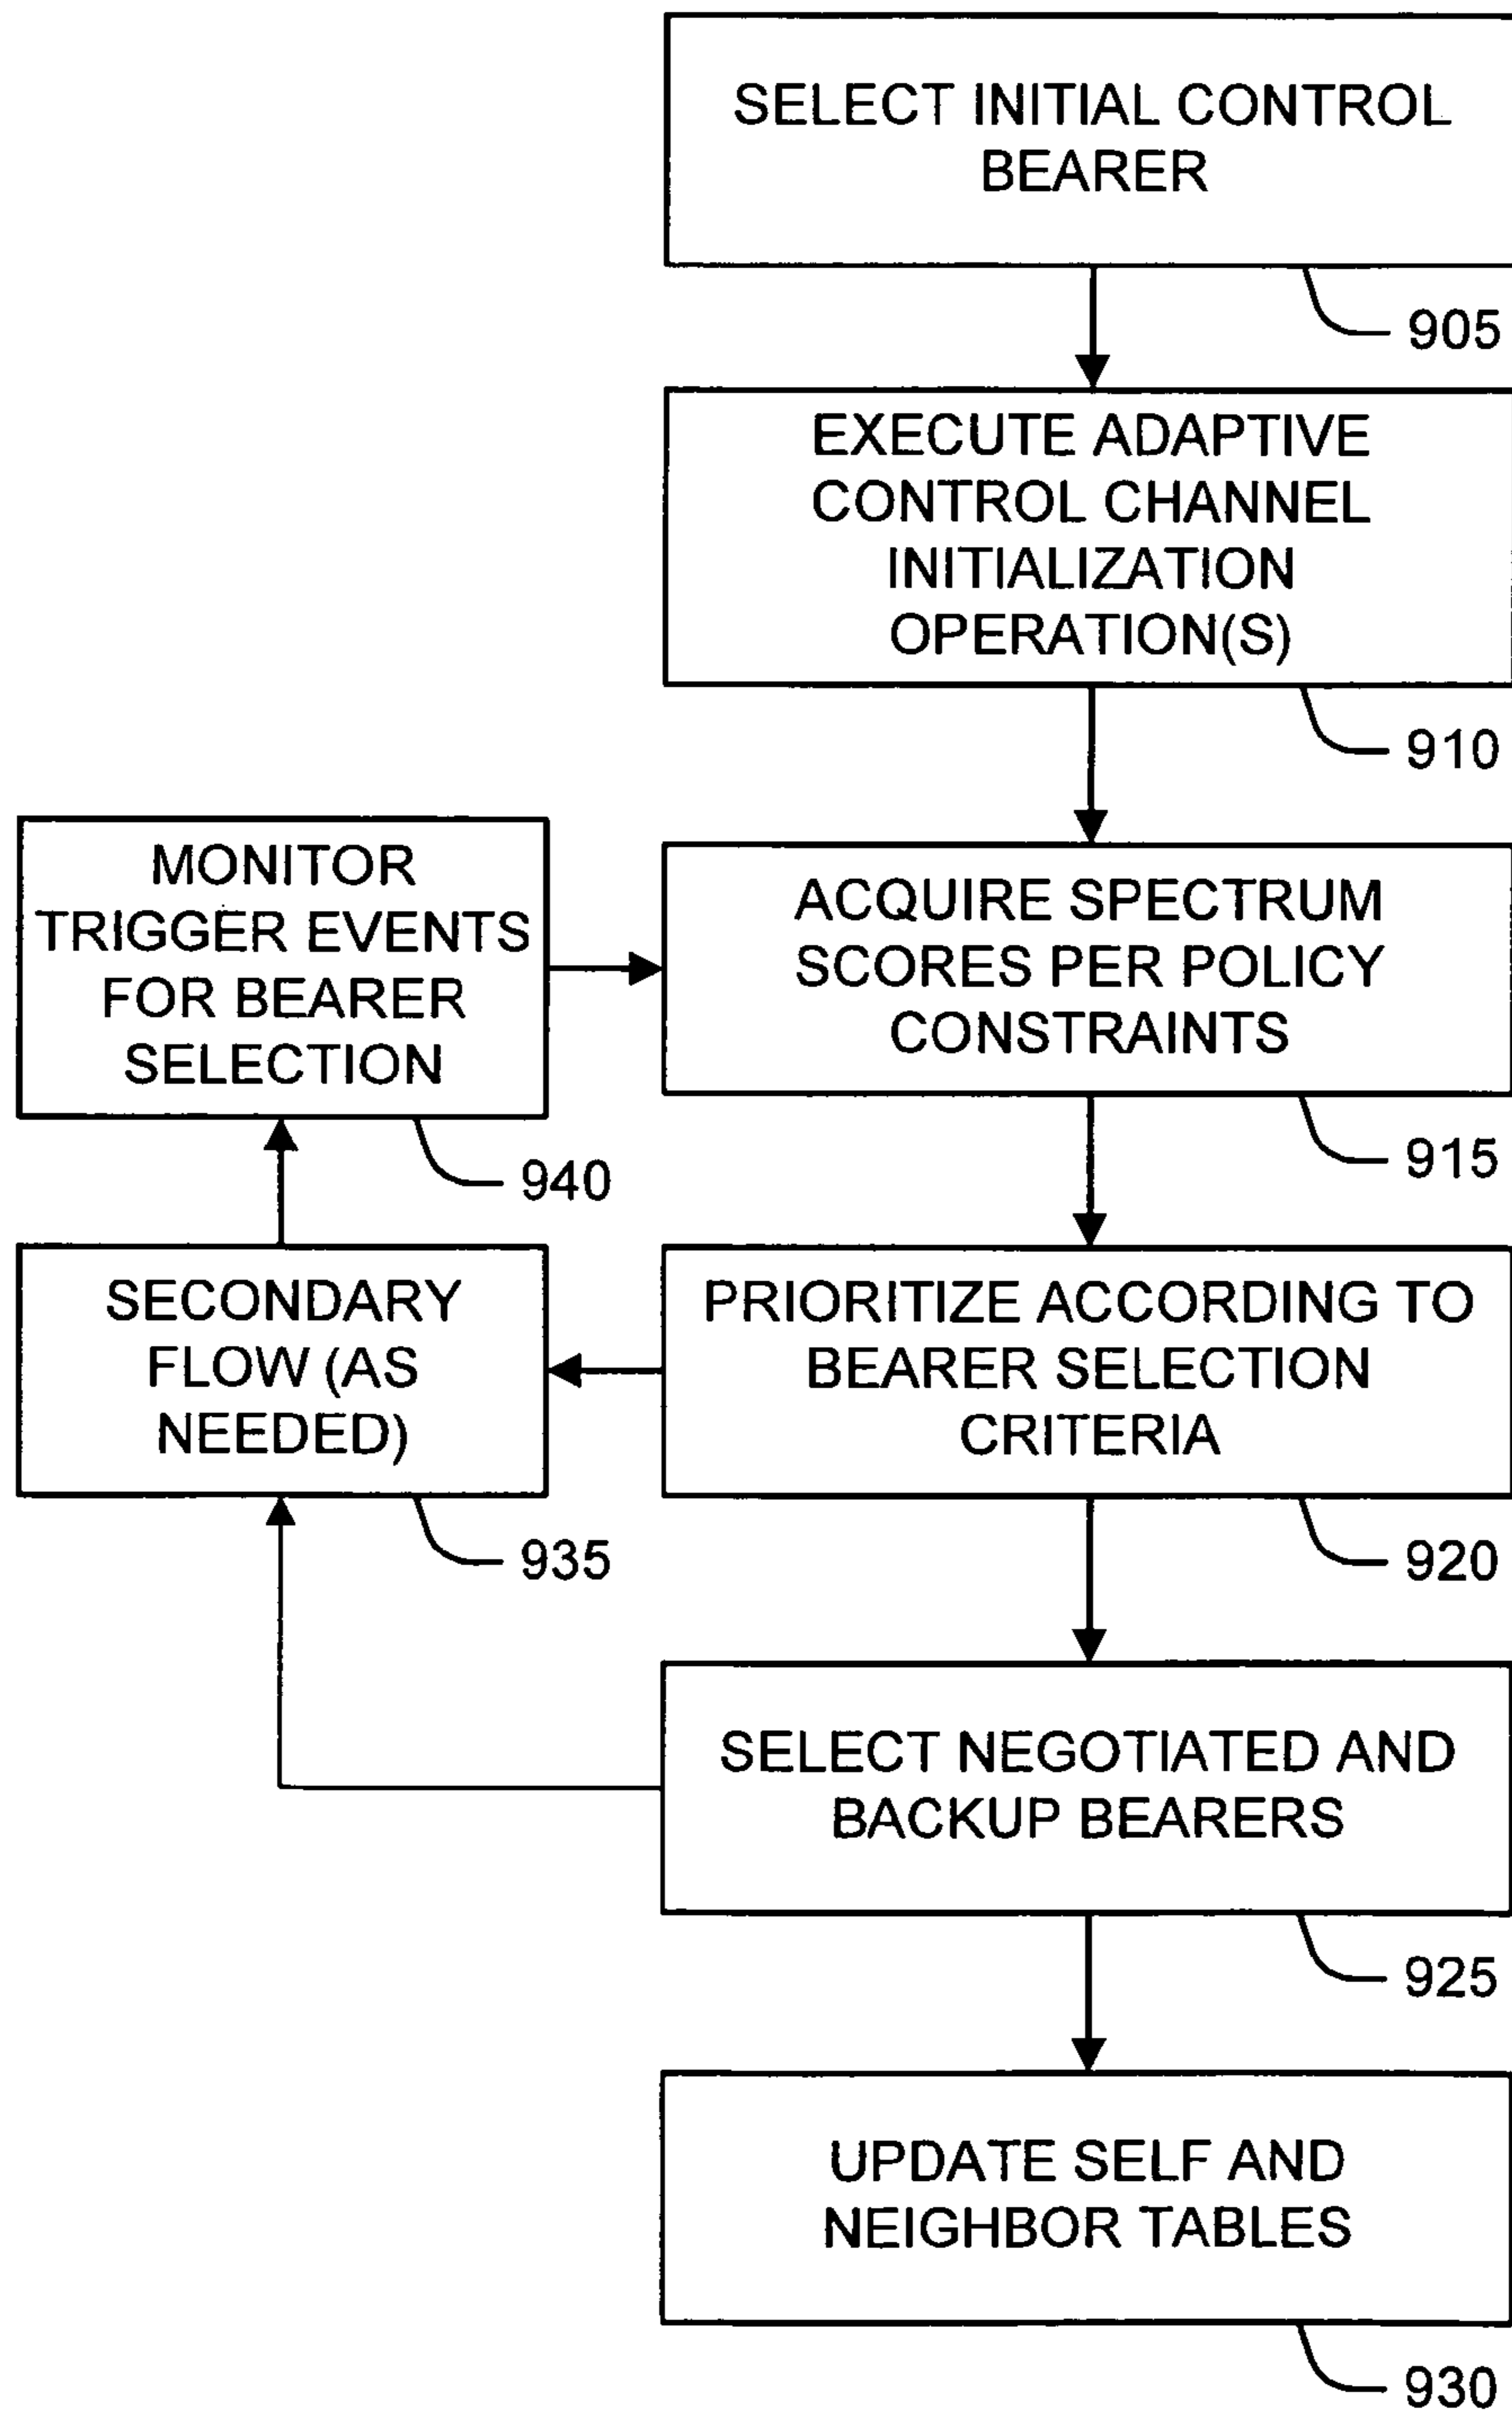 SELECT INITIAL CONTROL
BEARER
905
EXECUTE ADAPTIVE
CONTROL CHANNEL
INITIALIZATION
OPERATION(S)
910
MONITOR
TRIGGER EVENTS
FOR BEARER
SELECTION
940
ACQUIRE SPECTRUM
SCORES PER POLICY
CONSTRAINTS
915
SECONDARY
FLOW (AS
NEEDED)
935
PRIORITIZE ACCORDING TO
BEARER SELECTION
CRITERIA
920
SELECT NEGOTIATED AND
BACKUP BEARERS
925
UPDATE SELF AND
NEIGHBOR TABLES
930